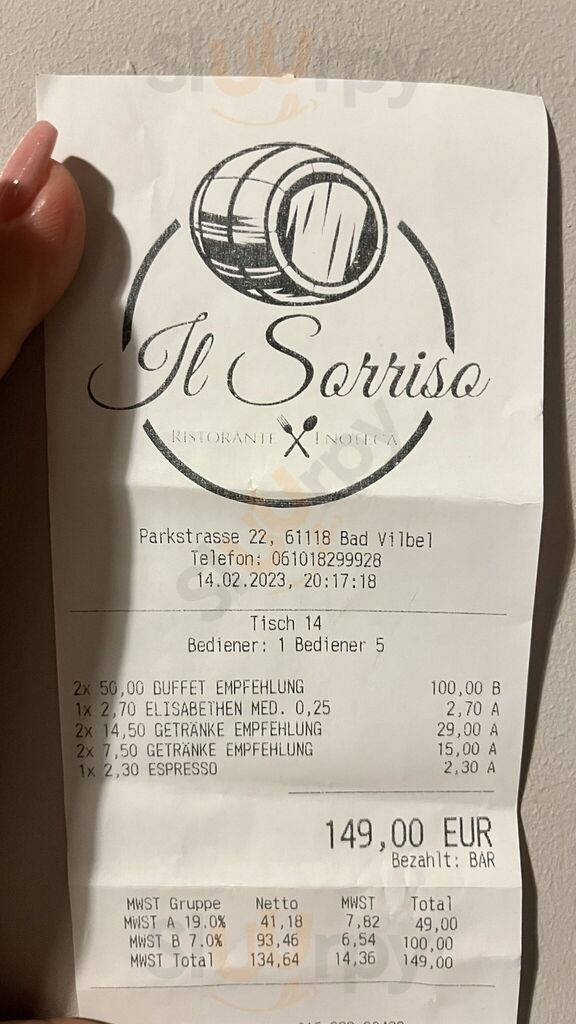 Sluurpy
Il Sorriso
RISTORANTE ENOTECA
Parkstrasse 22, 61118 Bad Vilbel
Telefon: 061018299928
14.02.2023, 20:17:18
Tisch 14
Bediener: 1 Bediener 5
2x 50,00 BUFFET EMPFEHLUNG 100,00 B
1x 2,70 ELISABETHEN MED. 0,25 2,70 A
2x 14,50 GETRÄNKE EMPFEHLUNG 29,00 A
2x 7,50 GETRÄNKE EMPFEHLUNG 15,00 A
1x 2,30 ESPRESSO 2,30 A
149,00 EUR
Bezahlt: BAR
MWST Gruppe Netto MWST Total
MWST A 19.0% 41,18 7,82 49,00
MWST B 7.0% 93,46 6,54 100,00
MWST Total 134,64 14,36 149,00